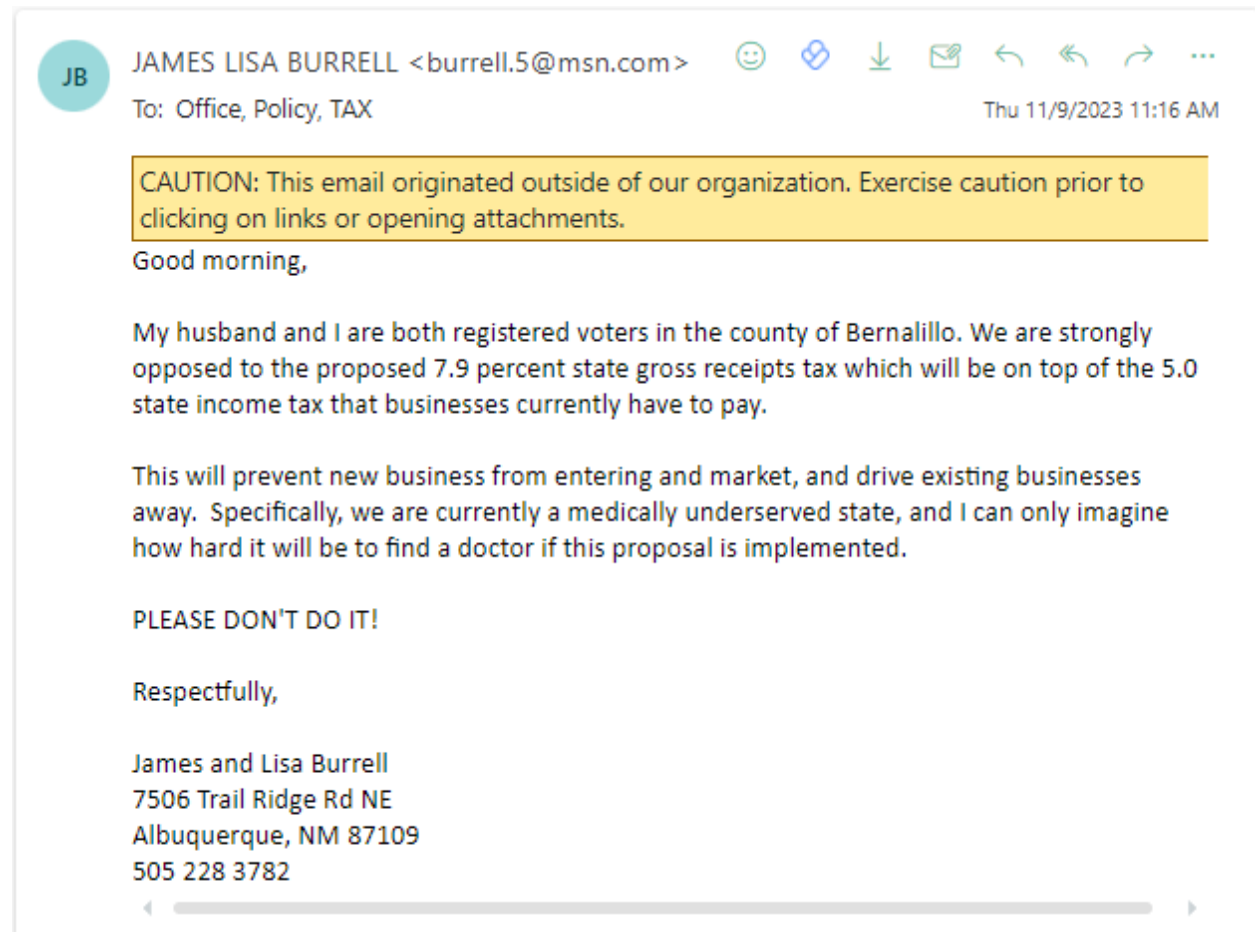 JB
JAMES LISA BURRELL <burrell.5@msn.com>
To: Office, Policy, TAX
Thu 11/9/2023 11:16 AM
CAUTION: This email originated outside of our organization. Exercise caution prior to
clicking on links or opening attachments.
Good morning,
My husband and I are both registered voters in the county of Bernalillo. We are strongly
opposed to the proposed 7.9 percent state gross receipts tax which will be on top of the 5.0
state income tax that businesses currently have to pay.
This will prevent new business from entering and market, and drive existing businesses
away.  Specifically, we are currently a medically underserved state, and I can only imagine
how hard it will be to find a doctor if this proposal is implemented.
PLEASE DON'T DO IT!
Respectfully,
James and Lisa Burrell
7506 Trail Ridge Rd NE
Albuquerque, NM 87109
505 228 3782